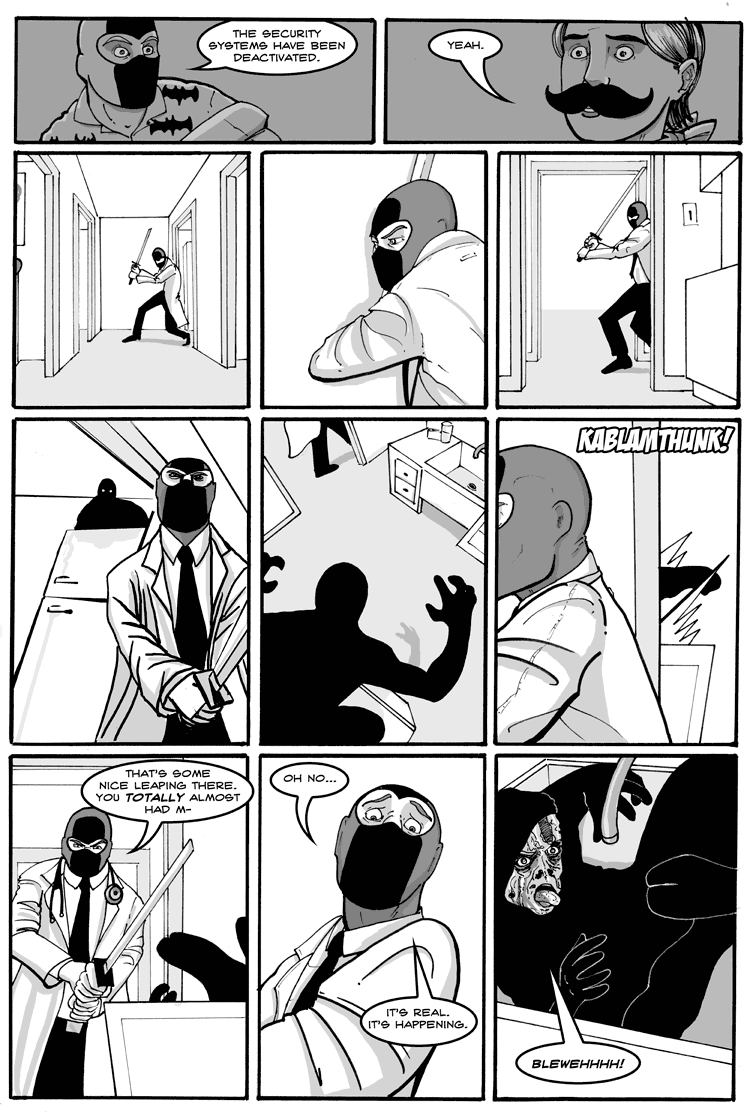 THE SECURITY
SYSTEMS HAVE BEEN
DEACTIVATED.
YEAH.
KABLAMTHUNK!
THAT'S SOME
NICE LEAPING THERE.
YOU TOTALLY ALMOST
HAD M-
OH NO...
IT'S REAL.
IT'S HAPPENING.
BLEWEHHHH!